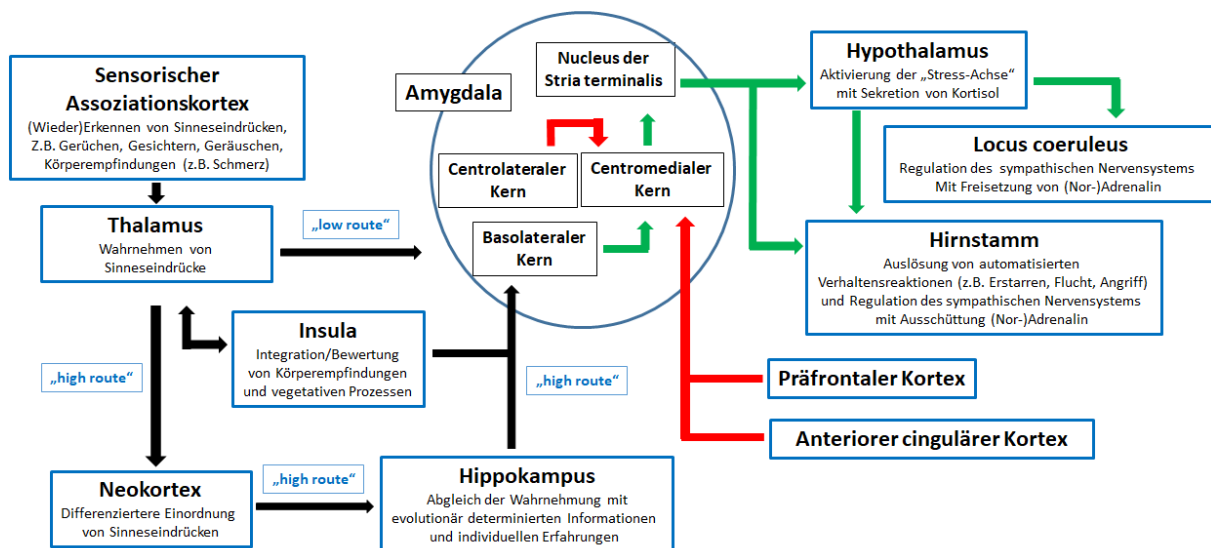 Sensorischer
Assoziationskortex
(Wieder)Erkennen von Sinneseindrücken,
Z.B. Gerüchen, Gesichtern, Geräuschen,
Körperempfindungen (z.B. Schmerz)
Thalamus
Wahrnehmen von
Sinneseindrücke
„low route“
„high route“
Insula
Integration/Bewertung
von Körperempfindungen
und vegetativen Prozessen
Neokortex
Differenziertere Einordnung
von Sinneseindrücken
„high route“
Hippokampus
Abgleich der Wahrnehmung mit
evolutionär determinierten Informationen
und individuellen Erfahrungen
„high route“
Amygdala
Nucleus der
Stria terminalis
Centrolateraler
Kern
Centromedialer
Kern
Basolateraler
Kern
Hypothalamus
Aktivierung der „Stress-Achse“
mit Sekretion von Kortisol
Locus coeruleus
Regulation des sympathischen Nervensystems
Mit Freisetzung von (Nor-)Adrenalin
Hirnstamm
Auslösung von automatisierten
Verhaltensreaktionen (z.B. Erstarren, Flucht, Angriff)
und Regulation des sympathischen Nervensystems
mit Ausschüttung (Nor-)Adrenalin
Präfrontaler Kortex
Anteriorer cingulärer Kortex